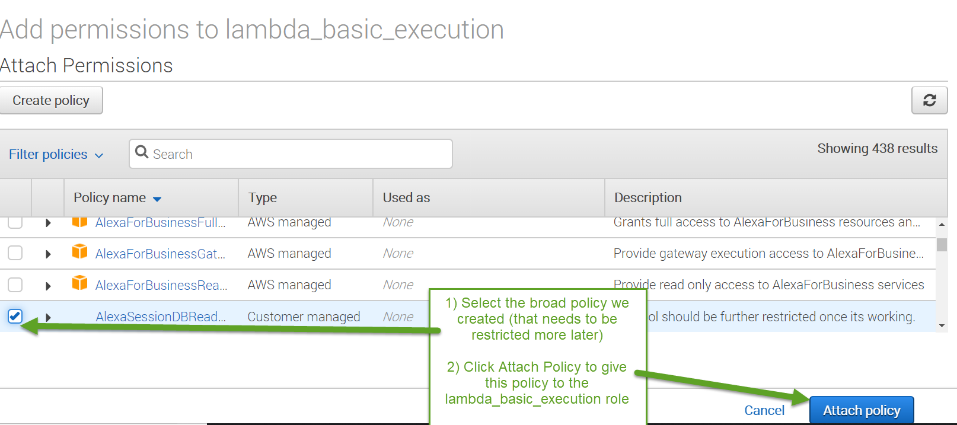 Add permissions to lambda_basic_execution
Attach Permissions
Create policy
Filter policies
Search
Showing 438 results
Policy name
Type
Used as
Description
AlexaForBusinessFull...
AWS managed
None
Grants full access to AlexaForBusiness resources an...
AlexaForBusinessGat...
AWS managed
None
Provide gateway execution access to AlexaForBusine...
AlexaForBusinessRea...
AWS managed
None
Provide read only access to AlexaForBusiness services
AlexaSessionDBRead...
Customer managed
None
ol should be further restricted once its working.
1) Select the broad policy we
created (that needs to be
restricted more later)
2) Click Attach Policy to give
this policy to the
lambda_basic_execution role
Cancel
Attach policy